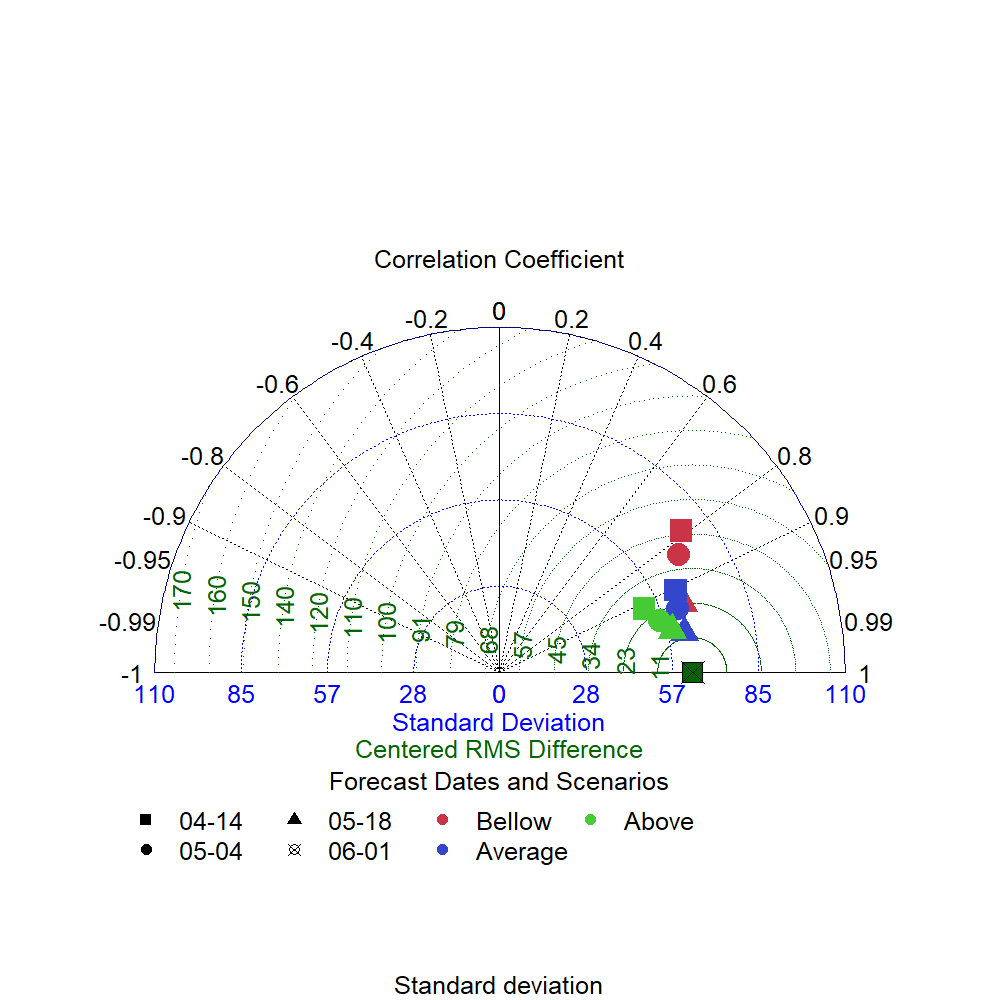 Correlation Coefficient
0
-0.2 0.2
-0.4 0.4
-0.6 0.6
-0.8 0.8
-0.9 0.9
-0.95 0.95
-0.99 0.99
170 160 150 140 120 110 100 91 79 68 57 45 34 23 11
-1 1
110 85 57 28 0 28 57 85 110
Standard Deviation
Centered RMS Difference
Forecast Dates and Scenarios
04-14 05-18 Bellow Above
05-04 06-01 Average
Standard deviation